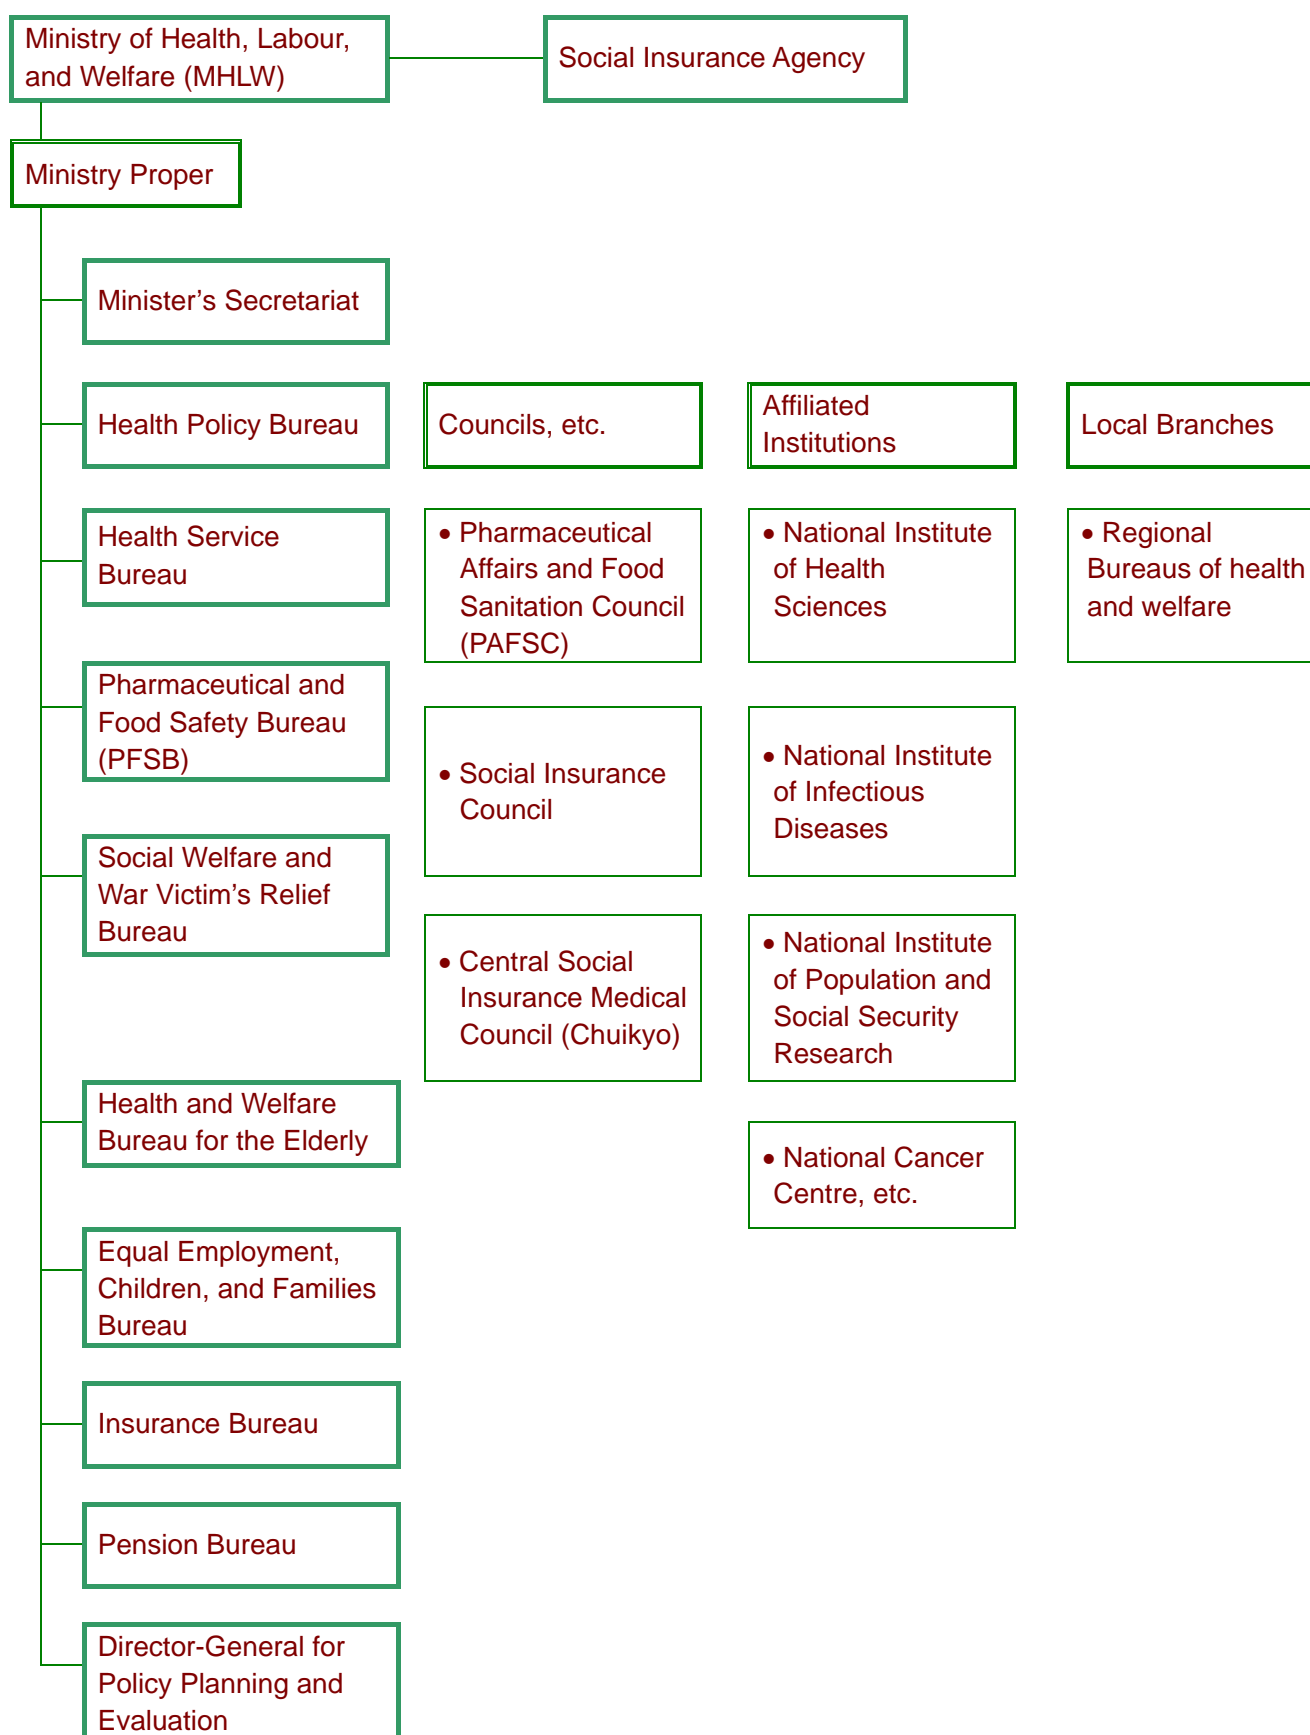 Ministry of Health, Labour,
and Welfare (MHLW)
Social Insurance Agency
Ministry Proper
Minister’s Secretariat
Health Policy Bureau
Health Service
Bureau
Pharmaceutical and
Food Safety Bureau
(PFSB)
Social Welfare and
War Victim’s Relief
Bureau
Health and Welfare
Bureau for the Elderly
Equal Employment,
Children, and Families
Bureau
Insurance Bureau
Pension Bureau
Director-General for
Policy Planning and
Evaluation
Councils, etc.
• Pharmaceutical
Affairs and Food
Sanitation Council
(PAFSC)
• Social Insurance
Council
• Central Social
Insurance Medical
Council (Chuikyo)
Affiliated
Institutions
• National Institute
of Health
Sciences
• National Institute
of Infectious
Diseases
• National Institute
of Population and
Social Security
Research
• National Cancer
Centre, etc.
Local Branches
• Regional
Bureaus of health
and welfare